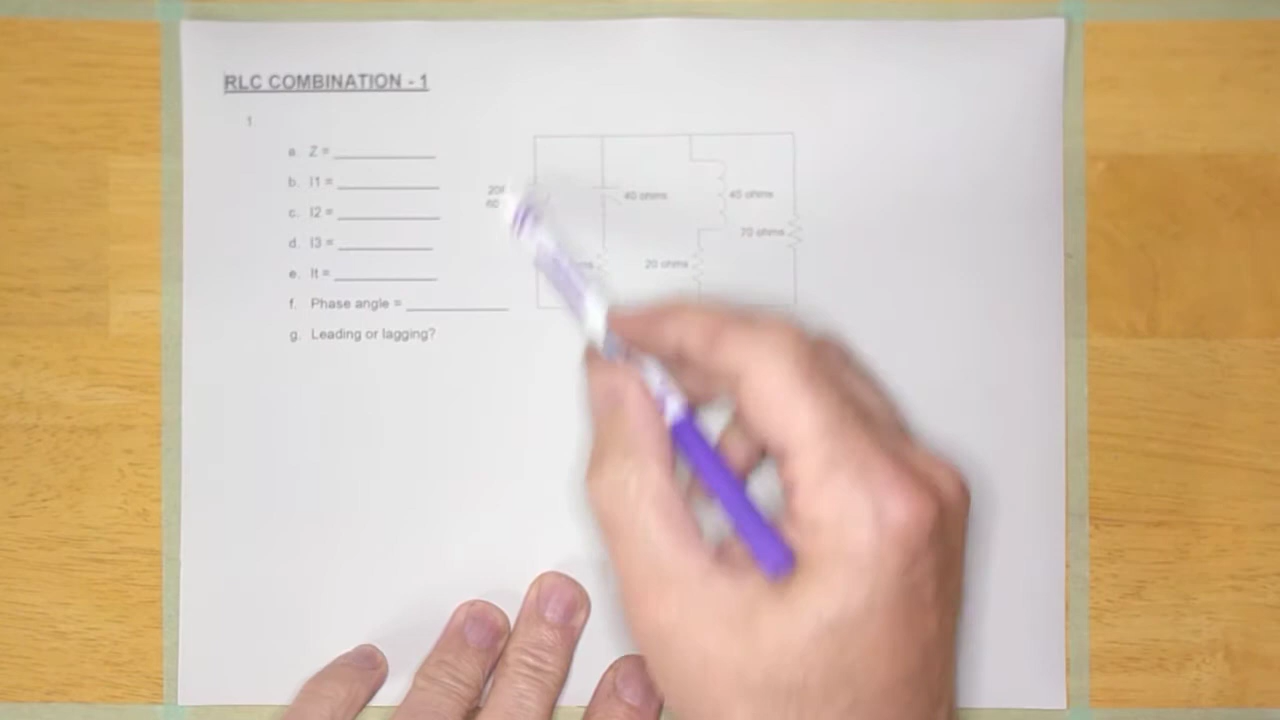 RLC COMBINATION - 1
1
a. Z = ____________
b. I1 = ____________
c. I2 = ____________
d. I3 = ____________
e. It = ____________
f. Phase angle = ____________
g. Leading or lagging?
40 ohms
45 ohms
70 ohms
20 ohms